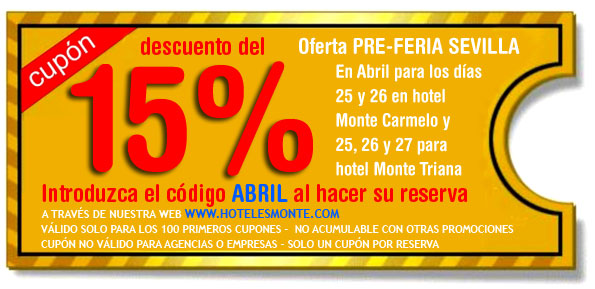 cupón
descuento del
15%
Oferta PRE-FERIA SEVILLA
En Abril para los días
25 y 26 en hotel
Monte Carmelo y
25, 26 y 27 para
hotel Monte Triana
Introduzca el código ABRIL al hacer su reserva
A TRAVÉS DE NUESTRA WEB WWW.HOTELESMONTE.COM
VÁLIDO SOLO PARA LOS 100 PRIMEROS CUPONES - NO ACUMULABLE CON OTRAS PROMOCIONES
CUPÓN NO VÁLIDO PARA AGENCIAS O EMPRESAS - SOLO UN CUPÓN POR RESERVA